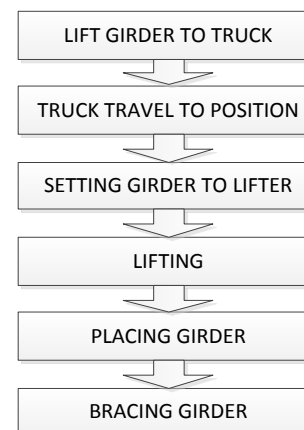 LIFT GIRDER TO TRUCK
TRUCK TRAVEL TO POSITION
SETTING GIRDER TO LIFTER
LIFTING
PLACING GIRDER
BRACING GIRDER